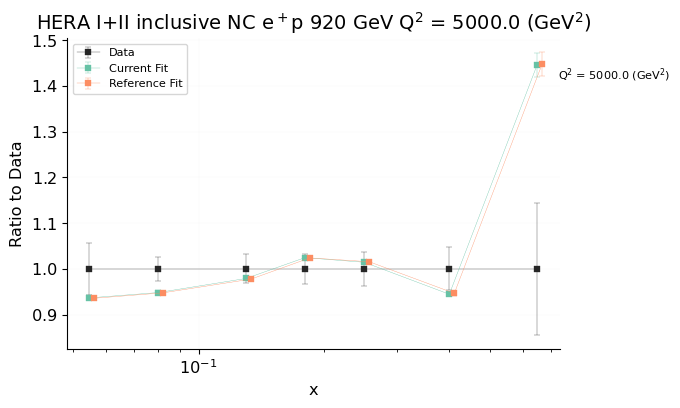 HERA I+II inclusive NC e⁺p 920 GeV Q² = 5000.0 (GeV²)
Data
Current Fit
Reference Fit
Q² = 5000.0 (GeV²)
Ratio to Data
1.5
1.4
1.3
1.2
1.1
1.0
0.9
10⁻¹
x